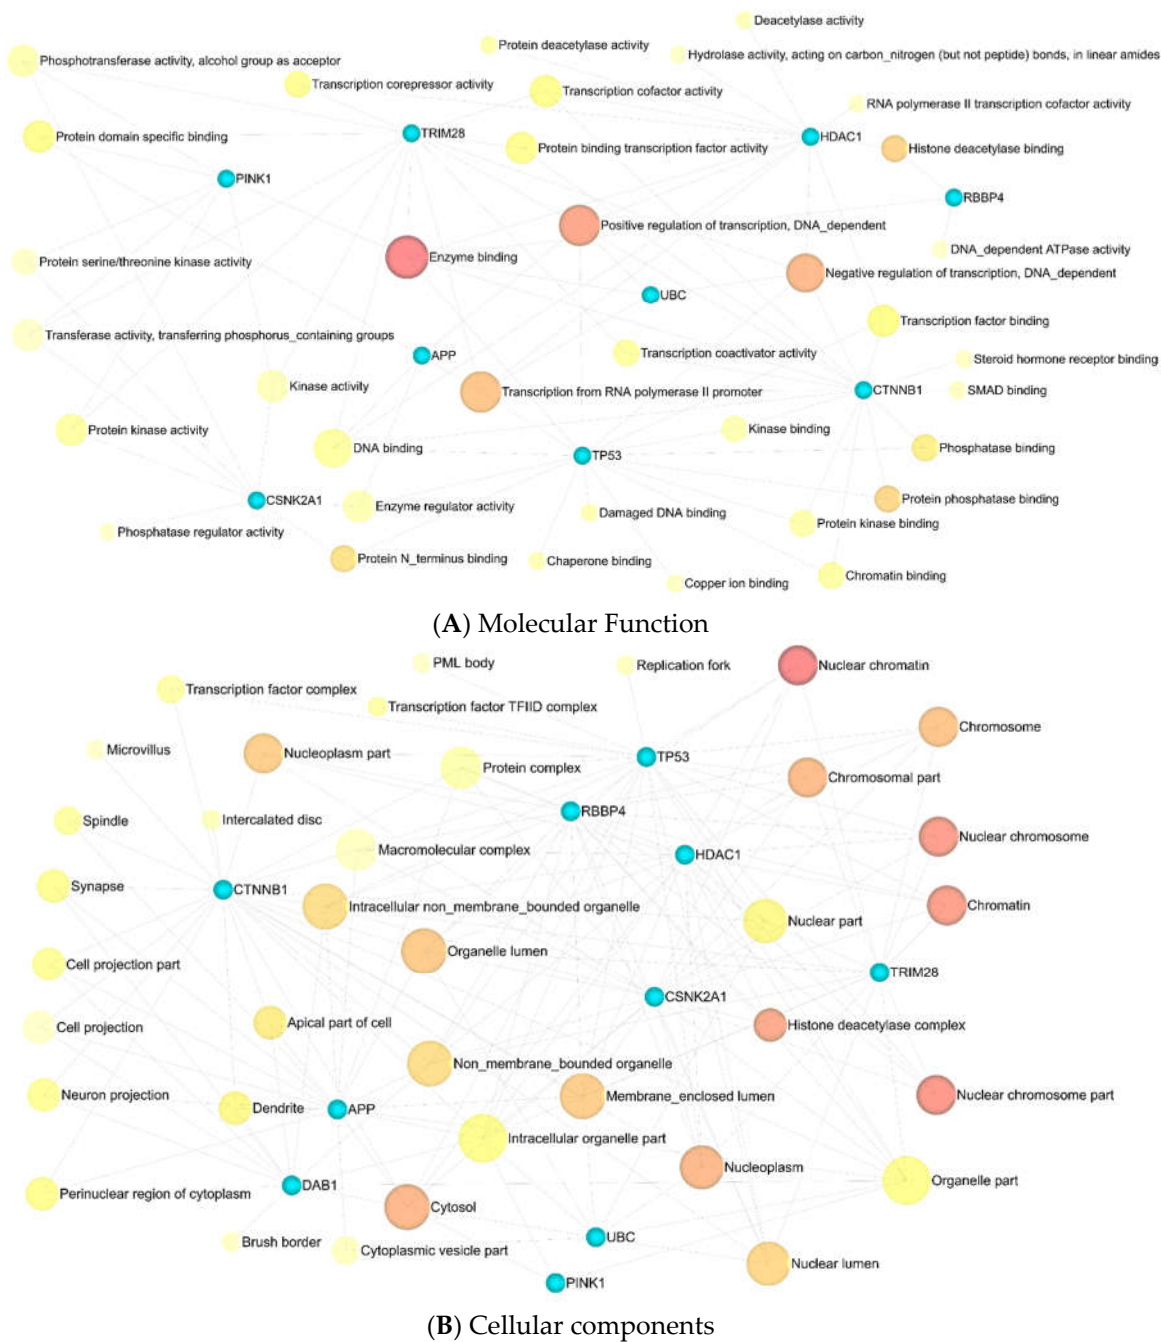 Deacetylase activity
Protein deacetylase activity
Hydrolase activity, acting on carbon_nitrogen (but not peptide) bonds, in linear amides
Phosphotransferase activity, alcohol group as acceptor
Transcription corepressor activity
Transcription cofactor activity
RNA polymerase II transcription cofactor activity
Protein domain specific binding
TRIM28
HDAC1
Protein binding transcription factor activity
Histone deacetylase binding
PINK1
RBBP4
Positive regulation of transcription, DNA_dependent
DNA_dependent ATPase activity
Protein serine/threonine kinase activity
Enzyme binding
Negative regulation of transcription, DNA_dependent
UBC
Transcription factor binding
Transferase activity, transferring phosphorus_containing groups
APP
Transcription coactivator activity
Steroid hormone receptor binding
Kinase activity
Transcription from RNA polymerase II promoter
CTNNB1
SMAD binding
Protein kinase activity
Kinase binding
DNA binding
TP53
Phosphatase binding
CSNK2A1
Enzyme regulator activity
Protein phosphatase binding
Damaged DNA binding
Protein kinase binding
Phosphatase regulator activity
Protein N_terminus binding
Chaperone binding
Copper ion binding
Chromatin binding
(A) Molecular Function
PML body
Replication fork
Nuclear chromatin
Transcription factor complex
Transcription factor TFIID complex
Chromosome
Microvillus
Nucleoplasm part
Protein complex
TP53
Chromosomal part
RBBP4
Spindle
Intercalated disc
Nuclear chromosome
Macromolecular complex
HDAC1
Synapse
CTNNB1
Intracellular non_membrane_bounded organelle
Chromatin
Nuclear part
Organelle lumen
Cell projection part
TRIM28
CSNK2A1
Cell projection
Apical part of cell
Histone deacetylase complex
Non_membrane_bounded organelle
Neuron projection
Dendrite
APP
Membrane_enclosed lumen
Nuclear chromosome part
Intracellular organelle part
Nucleoplasm
Perinuclear region of cytoplasm
DAB1
Organelle part
Cytosol
Brush border
Cytoplasmic vesicle part
UBC
Nuclear lumen
PINK1
(B) Cellular components